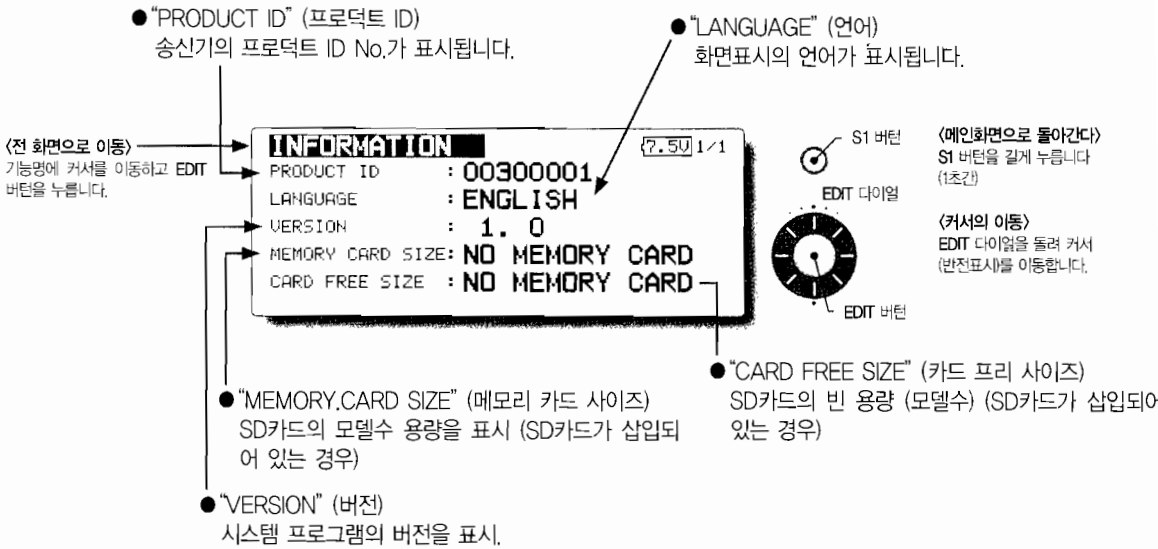 ● "PRODUCT ID" (프로덕트 ID)
송신기의 프로덕트 ID No.가 표시됩니다.
● "LANGUAGE" (언어)
화면표시의 언어가 표시됩니다.
〈전 화면으로 이동〉
기능명에 커서를 이동하고 EDIT
버턴을 누릅니다.
INFORMATION 7.5V 1/1
PRODUCT ID : 00300001
LANGUAGE : ENGLISH
VERSION : 1. 0
MEMORY CARD SIZE: NO MEMORY CARD
CARD FREE SIZE : NO MEMORY CARD
S1 버턴
EDIT 다이얼
EDIT 버턴
〈메인화면으로 돌아간다〉
S1 버턴을 길게 누릅니다
(1초간)
〈커서의 이동〉
EDIT 다이얼을 돌려 커서
(반전표시)를 이동합니다.
● "CARD FREE SIZE" (카드 프리 사이즈)
SD카드의 빈 용량 (모델수) (SD카드가 삽입되어
있는 경우)
● "MEMORY.CARD SIZE" (메모리 카드 사이즈)
SD카드의 모델수 용량을 표시 (SD카드가 삽입되
어 있는 경우)
● "VERSION" (버전)
시스템 프로그램의 버전을 표시.